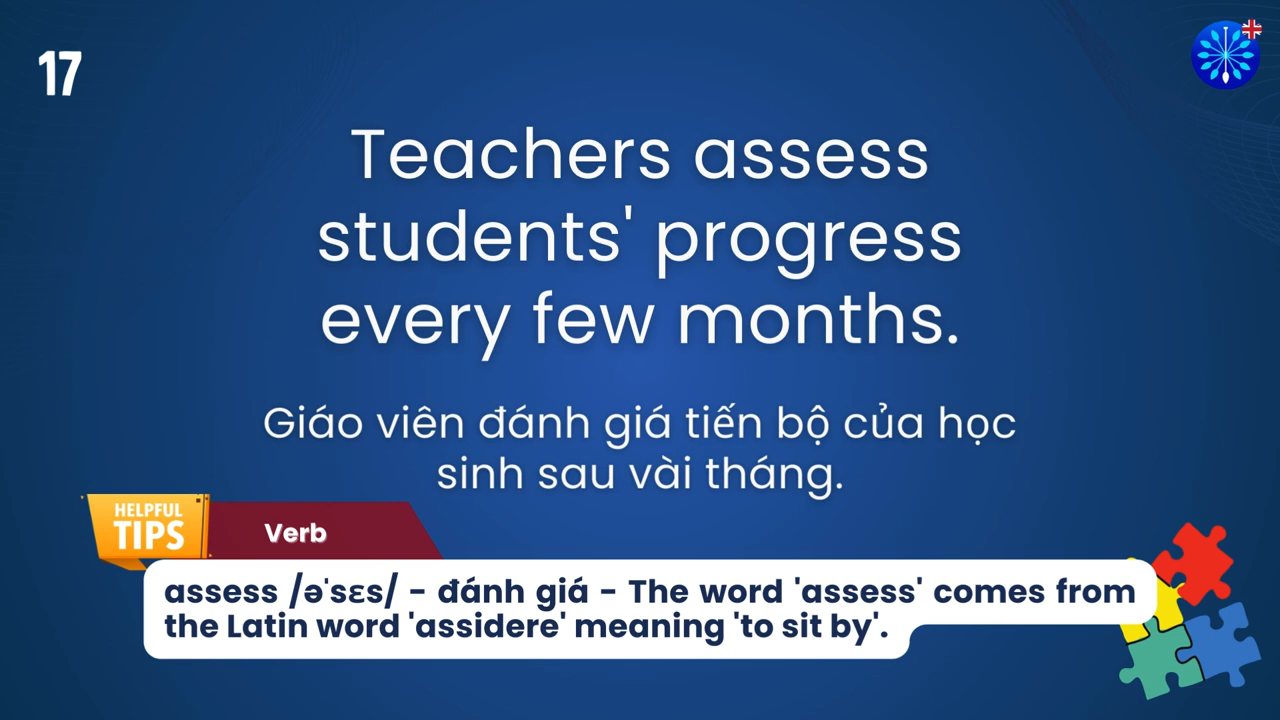 17
Teachers assess
students' progress
every few months.
Giáo viên đánh giá tiến bộ của học
sinh sau vài tháng.
HELPFUL
TIPS
Verb
assess /əˈsɛs/ - đánh giá - The word 'assess' comes from
the Latin word 'assidere' meaning 'to sit by'.